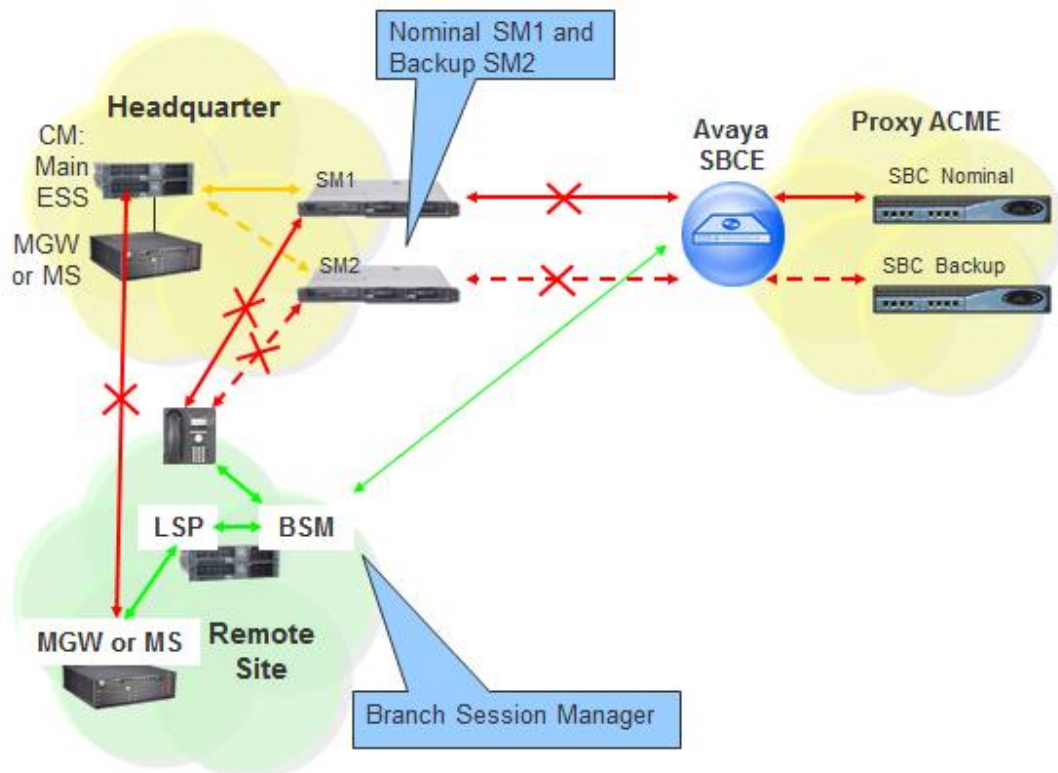 Nominal SM1 and
Backup SM2
Headquarter
CM:
Main
ESS
MGW
or MS
SM1
SM2
Avaya
SBCE
Proxy ACME
SBC Nominal
SBC Backup
LSP
BSM
MGW or MS
Remote
Site
Branch Session Manager